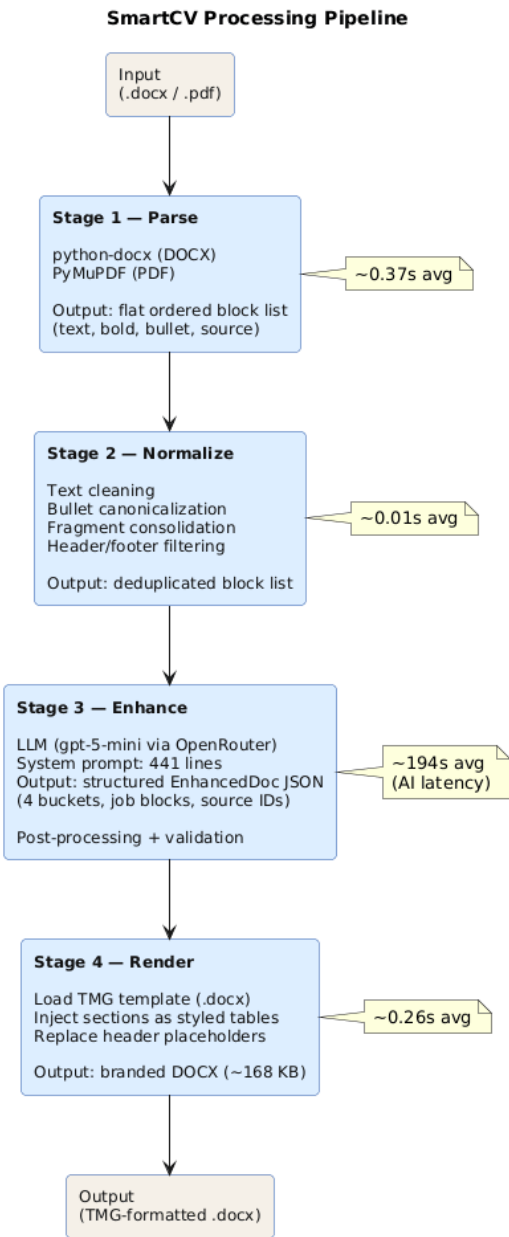 SmartCV Processing Pipeline
Input
(.docx / .pdf)
Stage 1 — Parse
python-docx (DOCX)
PyMuPDF (PDF)
Output: flat ordered block list
(text, bold, bullet, source)
~0.37s avg
Stage 2 — Normalize
Text cleaning
Bullet canonicalization
Fragment consolidation
Header/footer filtering
Output: deduplicated block list
~0.01s avg
Stage 3 — Enhance
LLM (gpt-5-mini via OpenRouter)
System prompt: 441 lines
Output: structured EnhancedDoc JSON
(4 buckets, job blocks, source IDs)
Post-processing + validation
~194s avg
(AI latency)
Stage 4 — Render
Load TMG template (.docx)
Inject sections as styled tables
Replace header placeholders
Output: branded DOCX (~168 KB)
~0.26s avg
Output
(TMG-formatted .docx)